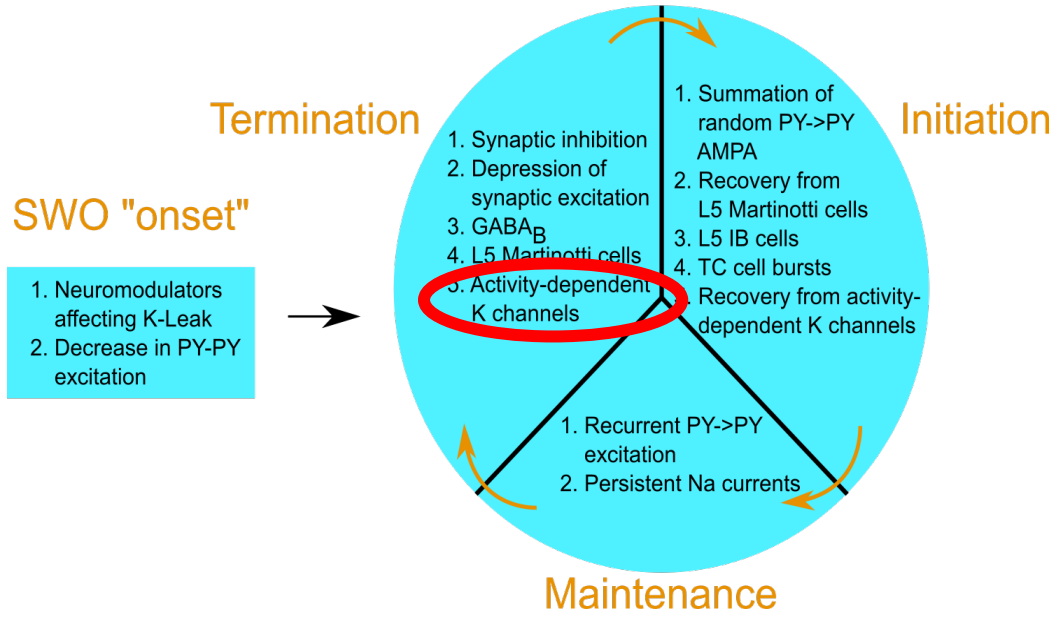 Termination
Initiation
SWO "onset"
Maintenance
1. Neuromodulators
affecting K-Leak
2. Decrease in PY-PY
excitation
1. Synaptic inhibition
2. Depression of
synaptic excitation
3. GABAB
4. L5 Martinotti cells
5. Activity-dependent
K channels
1. Summation of
random PY->PY
AMPA
2. Recovery from
L5 Martinotti cells
3. L5 IB cells
4. TC cell bursts
Recovery from activity-
dependent K channels
1. Recurrent PY->PY
excitation
2. Persistent Na currents